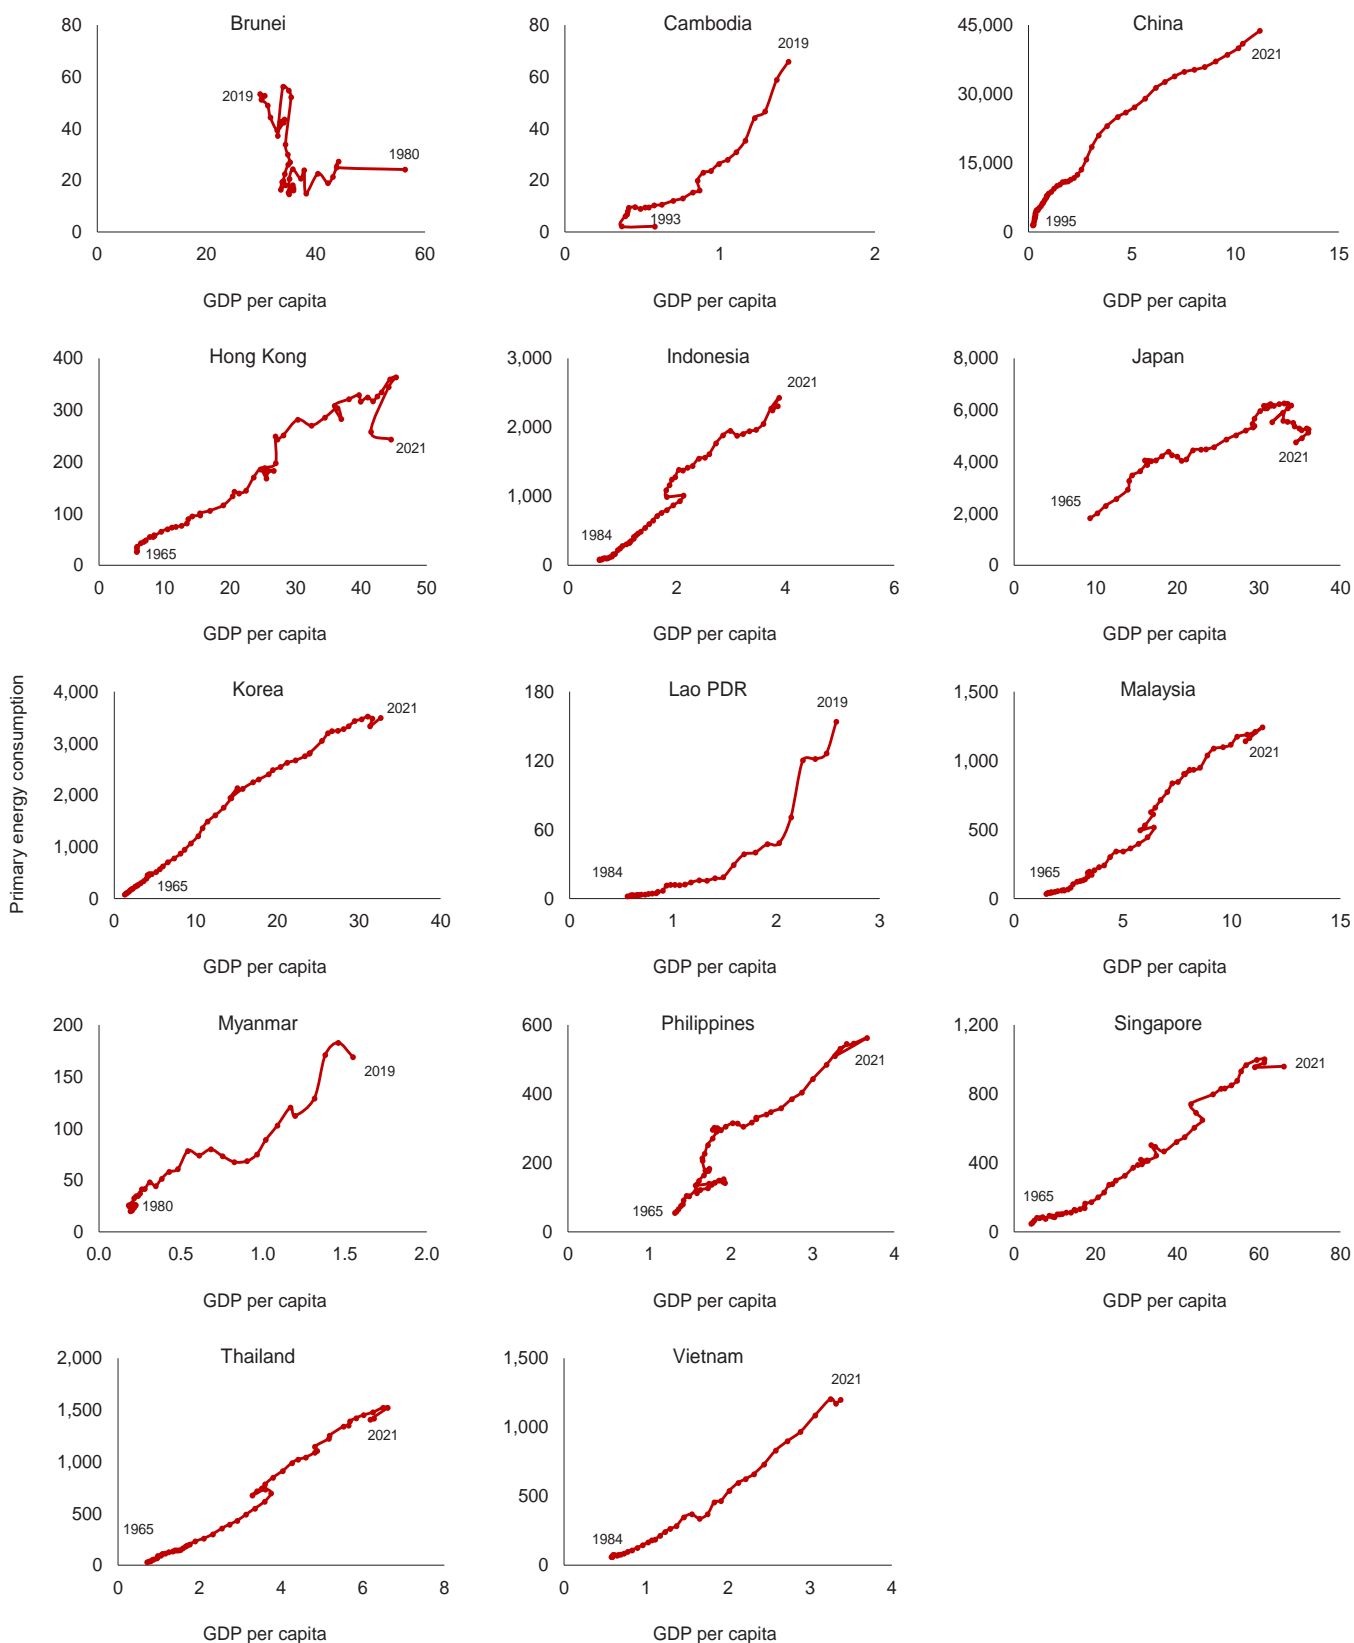 Primary energy consumption
Brunei
80
60
40
20
0
2019
1980
0 20 40 60
GDP per capita
Cambodia
80
60
40
20
0
2019
1993
0 1 2
GDP per capita
China
45,000
30,000
15,000
0
2021
1995
0 5 10 15
GDP per capita
Hong Kong
400
300
200
100
0
2021
1965
0 10 20 30 40 50
GDP per capita
Indonesia
3,000
2,000
1,000
0
2021
1984
0 2 4 6
GDP per capita
Japan
8,000
6,000
4,000
2,000
0
2021
1965
0 10 20 30 40
GDP per capita
Korea
4,000
3,000
2,000
1,000
0
2021
1965
0 10 20 30 40
GDP per capita
Lao PDR
180
120
60
0
2019
1984
0 1 2 3
GDP per capita
Malaysia
1,500
1,000
500
0
2021
1965
0 5 10 15
GDP per capita
Myanmar
200
150
100
50
0
2019
1980
0.0 0.5 1.0 1.5 2.0
GDP per capita
Philippines
600
400
200
0
2021
1965
0 1 2 3 4
GDP per capita
Singapore
1,200
800
400
0
2021
1965
0 20 40 60 80
GDP per capita
Thailand
2,000
1,500
1,000
500
0
2021
1965
0 2 4 6 8
GDP per capita
Vietnam
1,500
1,000
500
0
2021
1984
0 1 2 3 4
GDP per capita